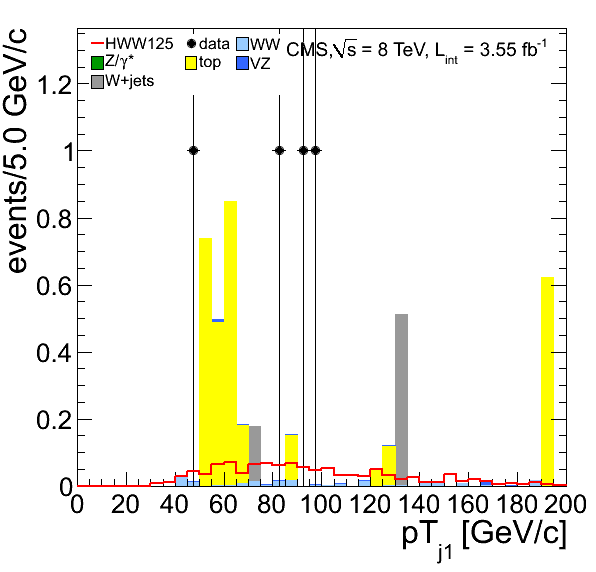 HWW125 data WW
Z/γ* top VZ
W+jets
CMS,√s = 8 TeV, L_int = 3.55 fb⁻¹
events/5.0 GeV/c
1.2
1
0.8
0.6
0.4
0.2
0
0 20 40 60 80 100 120 140 160 180 200
pT_j1 [GeV/c]